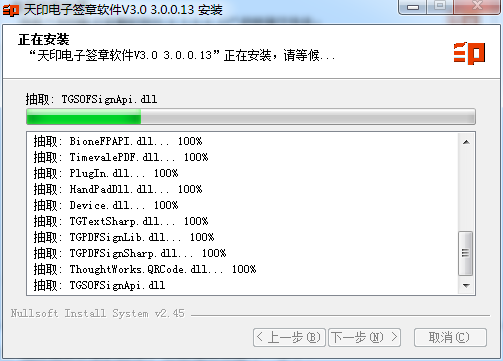 天印电子签章软件V3.0 3.0.0.13 安装
正在安装
“天印电子签章软件V3.0 3.0.0.13”正在安装，请等候...
印
抽取: TGSOFSignApi.dll
抽取: BioneFPAPI.dll... 100%
抽取: TimevalePDF.dll... 100%
抽取: PlugIn.dll... 100%
抽取: HandPadDll.dll... 100%
抽取: Device.dll... 100%
抽取: TGTextSharp.dll... 100%
抽取: TGPDFSignLib.dll... 100%
抽取: TGPDFSignSharp.dll... 100%
抽取: ThoughtWorks.QRCode.dll... 100%
抽取: TGSOFSignApi.dll
Nullsoft Install System v2.45
< 上一步(B) 下一步(N) > 取消(C)